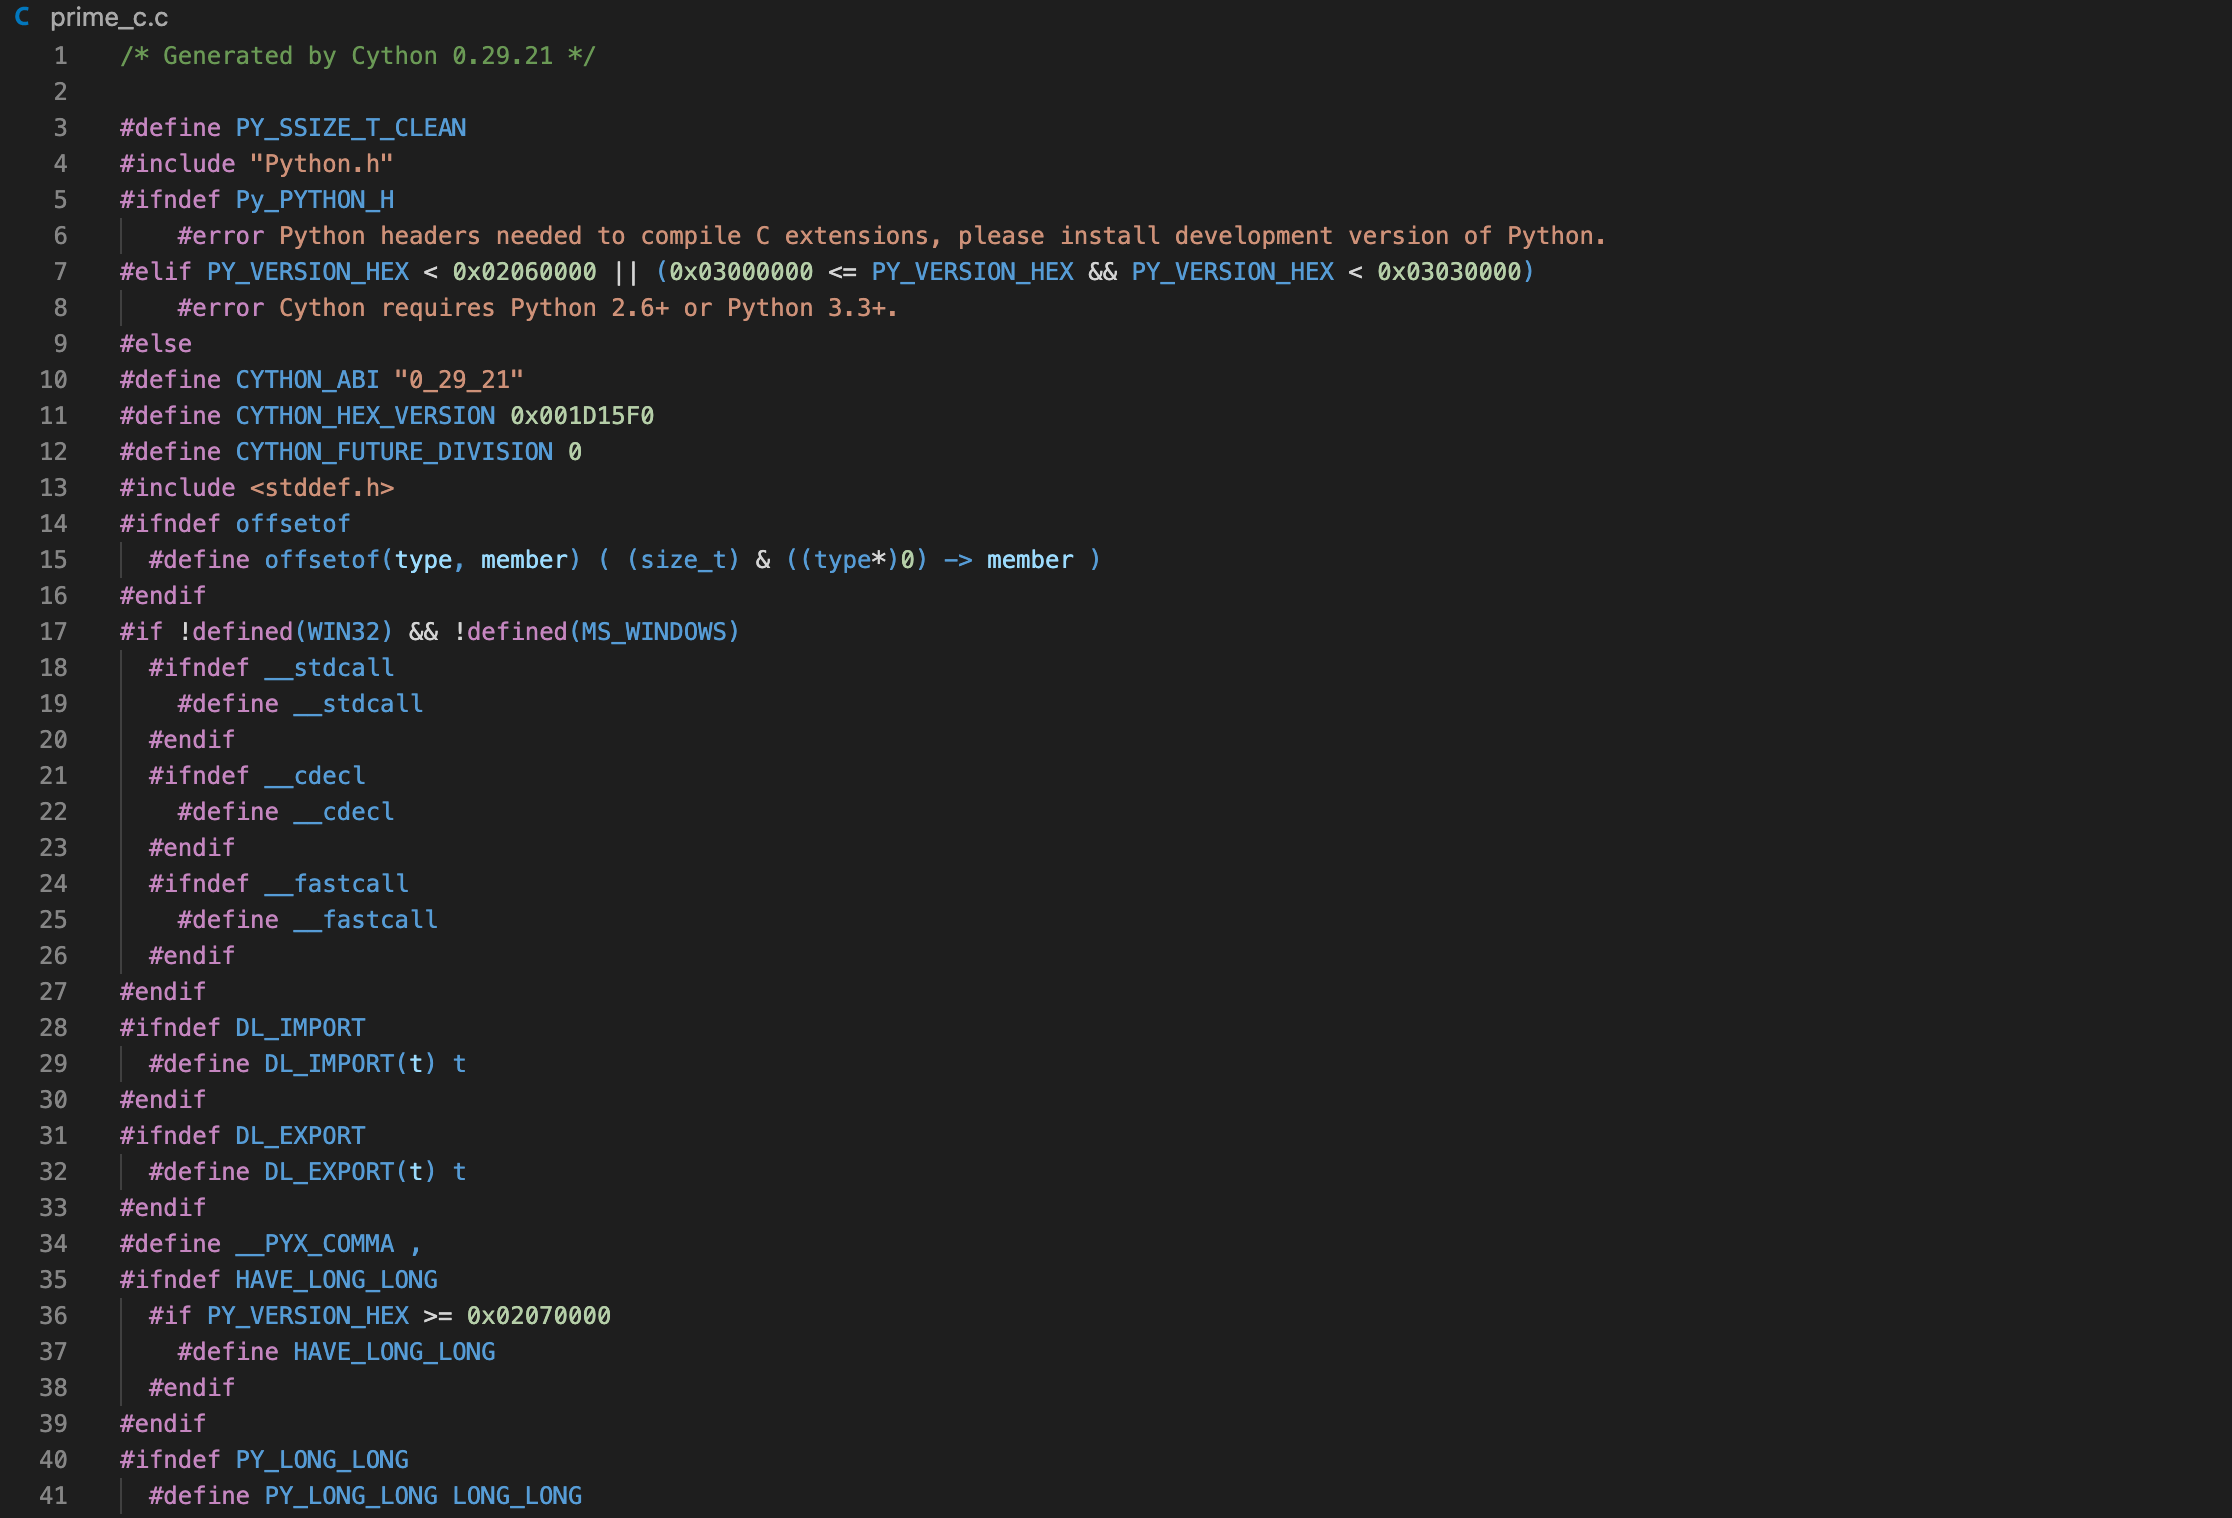 C prime_c.c
1 /* Generated by Cython 0.29.21 */
2
3 #define PY_SSIZE_T_CLEAN
4 #include "Python.h"
5 #ifndef Py_PYTHON_H
6     #error Python headers needed to compile C extensions, please install development version of Python.
7 #elif PY_VERSION_HEX < 0x02060000 || (0x03000000 <= PY_VERSION_HEX && PY_VERSION_HEX < 0x03030000)
8     #error Cython requires Python 2.6+ or Python 3.3+.
9 #else
10 #define CYTHON_ABI "0_29_21"
11 #define CYTHON_HEX_VERSION 0x001D15F0
12 #define CYTHON_FUTURE_DIVISION 0
13 #include <stddef.h>
14 #ifndef offsetof
15   #define offsetof(type, member) ( (size_t) & ((type*)0) -> member )
16 #endif
17 #if !defined(WIN32) && !defined(MS_WINDOWS)
18   #ifndef __stdcall
19     #define __stdcall
20   #endif
21   #ifndef __cdecl
22     #define __cdecl
23   #endif
24   #ifndef __fastcall
25     #define __fastcall
26   #endif
27 #endif
28 #ifndef DL_IMPORT
29   #define DL_IMPORT(t) t
30 #endif
31 #ifndef DL_EXPORT
32   #define DL_EXPORT(t) t
33 #endif
34 #define __PYX_COMMA ,
35 #ifndef HAVE_LONG_LONG
36   #if PY_VERSION_HEX >= 0x02070000
37     #define HAVE_LONG_LONG
38   #endif
39 #endif
40 #ifndef PY_LONG_LONG
41   #define PY_LONG_LONG LONG_LONG